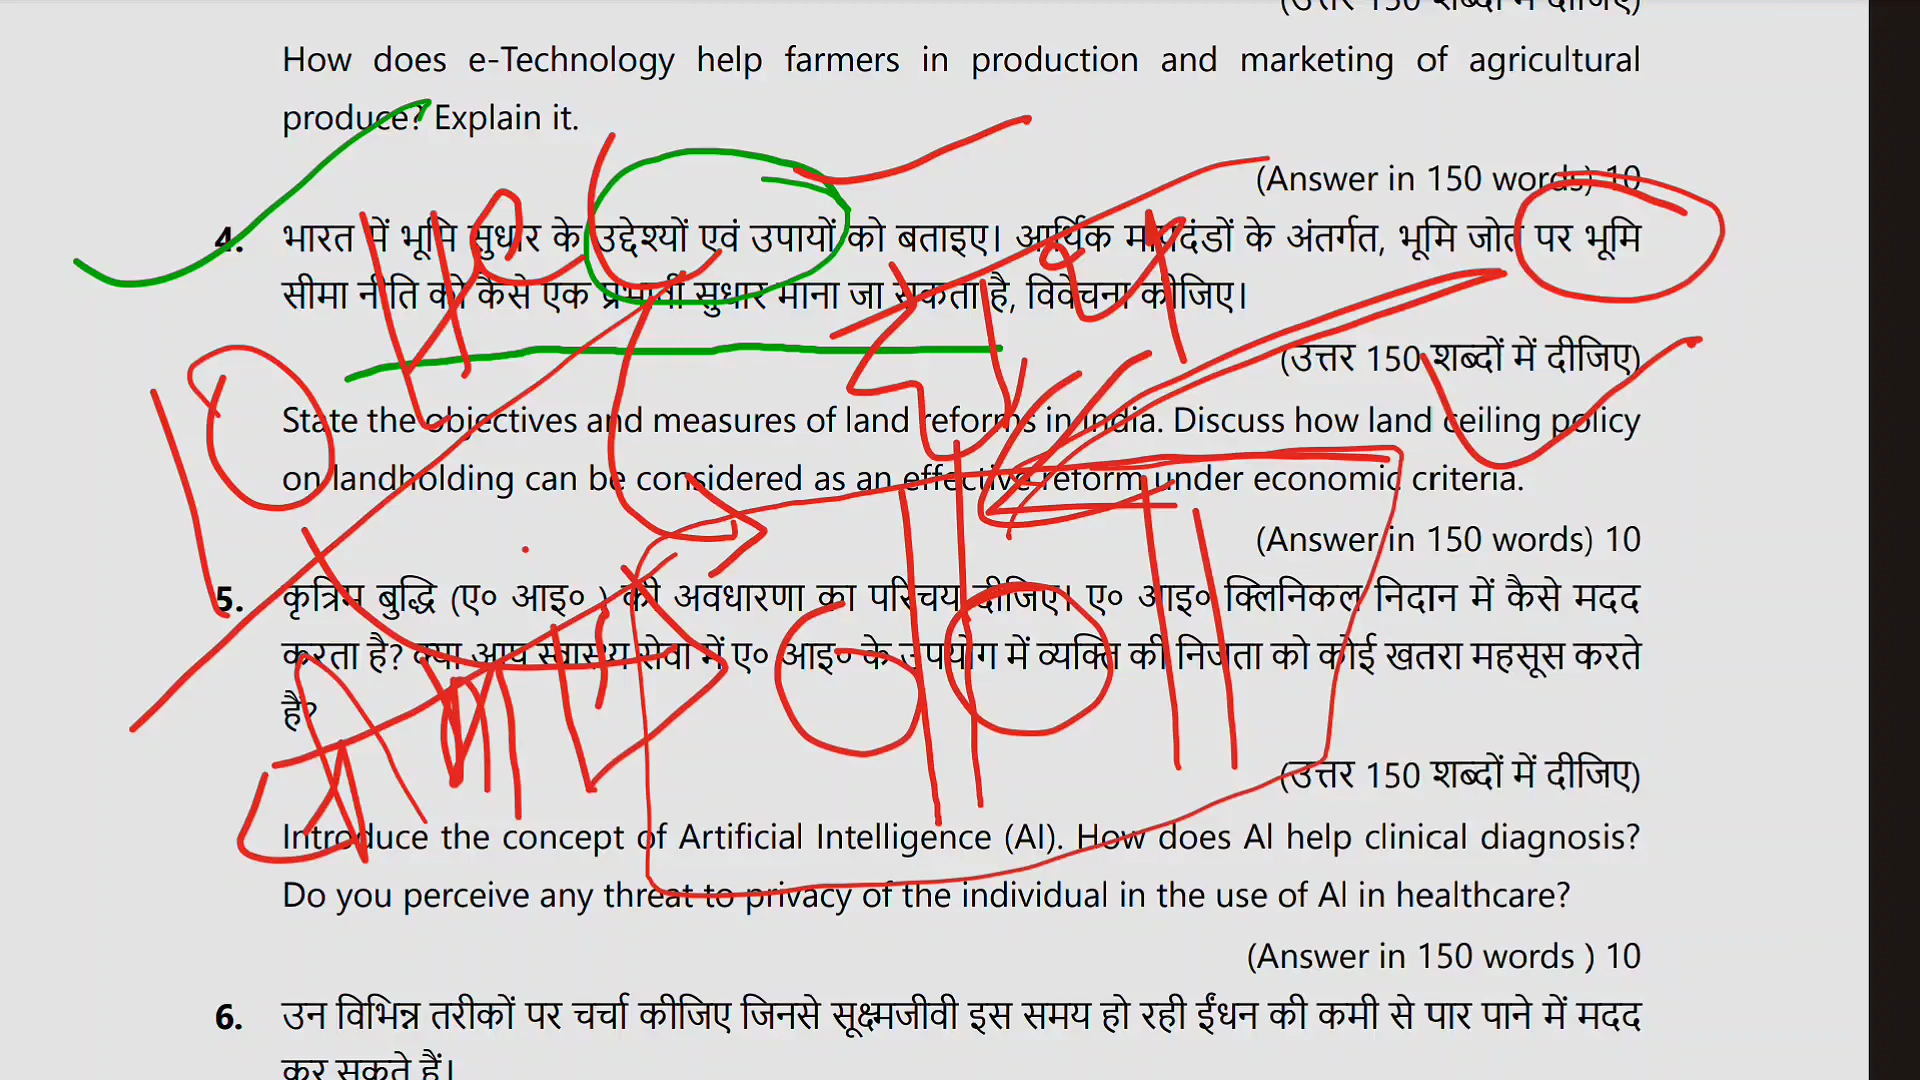 (उत्तर 150 शब्दों में दीजिए)
How does e-Technology help farmers in production and marketing of agricultural
produce? Explain it.
(Answer in 150 words) 10
4. भारत में भूमि सुधार के उद्देश्यों एवं उपायों को बताइए। आर्थिक मापदंडों के अंतर्गत, भूमि जोत पर भूमि
सीमा नीति को कैसे एक प्रभावी सुधार माना जा सकता है, विवेचना कीजिए।
(उत्तर 150 शब्दों में दीजिए)
State the objectives and measures of land reforms in India. Discuss how land ceiling policy
on landholding can be considered as an effective reform under economic criteria.
(Answer in 150 words) 10
5. कृत्रिम बुद्धि (ए० आइ० ) की अवधारणा का परिचय दीजिए। ए० आइ० क्लिनिकल निदान में कैसे मदद
करता है? क्या आप स्वास्थ्य सेवा में ए० आइ० के उपयोग में व्यक्ति की निजता को कोई खतरा महसूस करते
हैं?
(उत्तर 150 शब्दों में दीजिए)
Introduce the concept of Artificial Intelligence (AI). How does Al help clinical diagnosis?
Do you perceive any threat to privacy of the individual in the use of Al in healthcare?
(Answer in 150 words ) 10
6. उन विभिन्न तरीकों पर चर्चा कीजिए जिनसे सूक्ष्मजीवी इस समय हो रही ईंधन की कमी से पार पाने में मदद
कर सकते हैं।